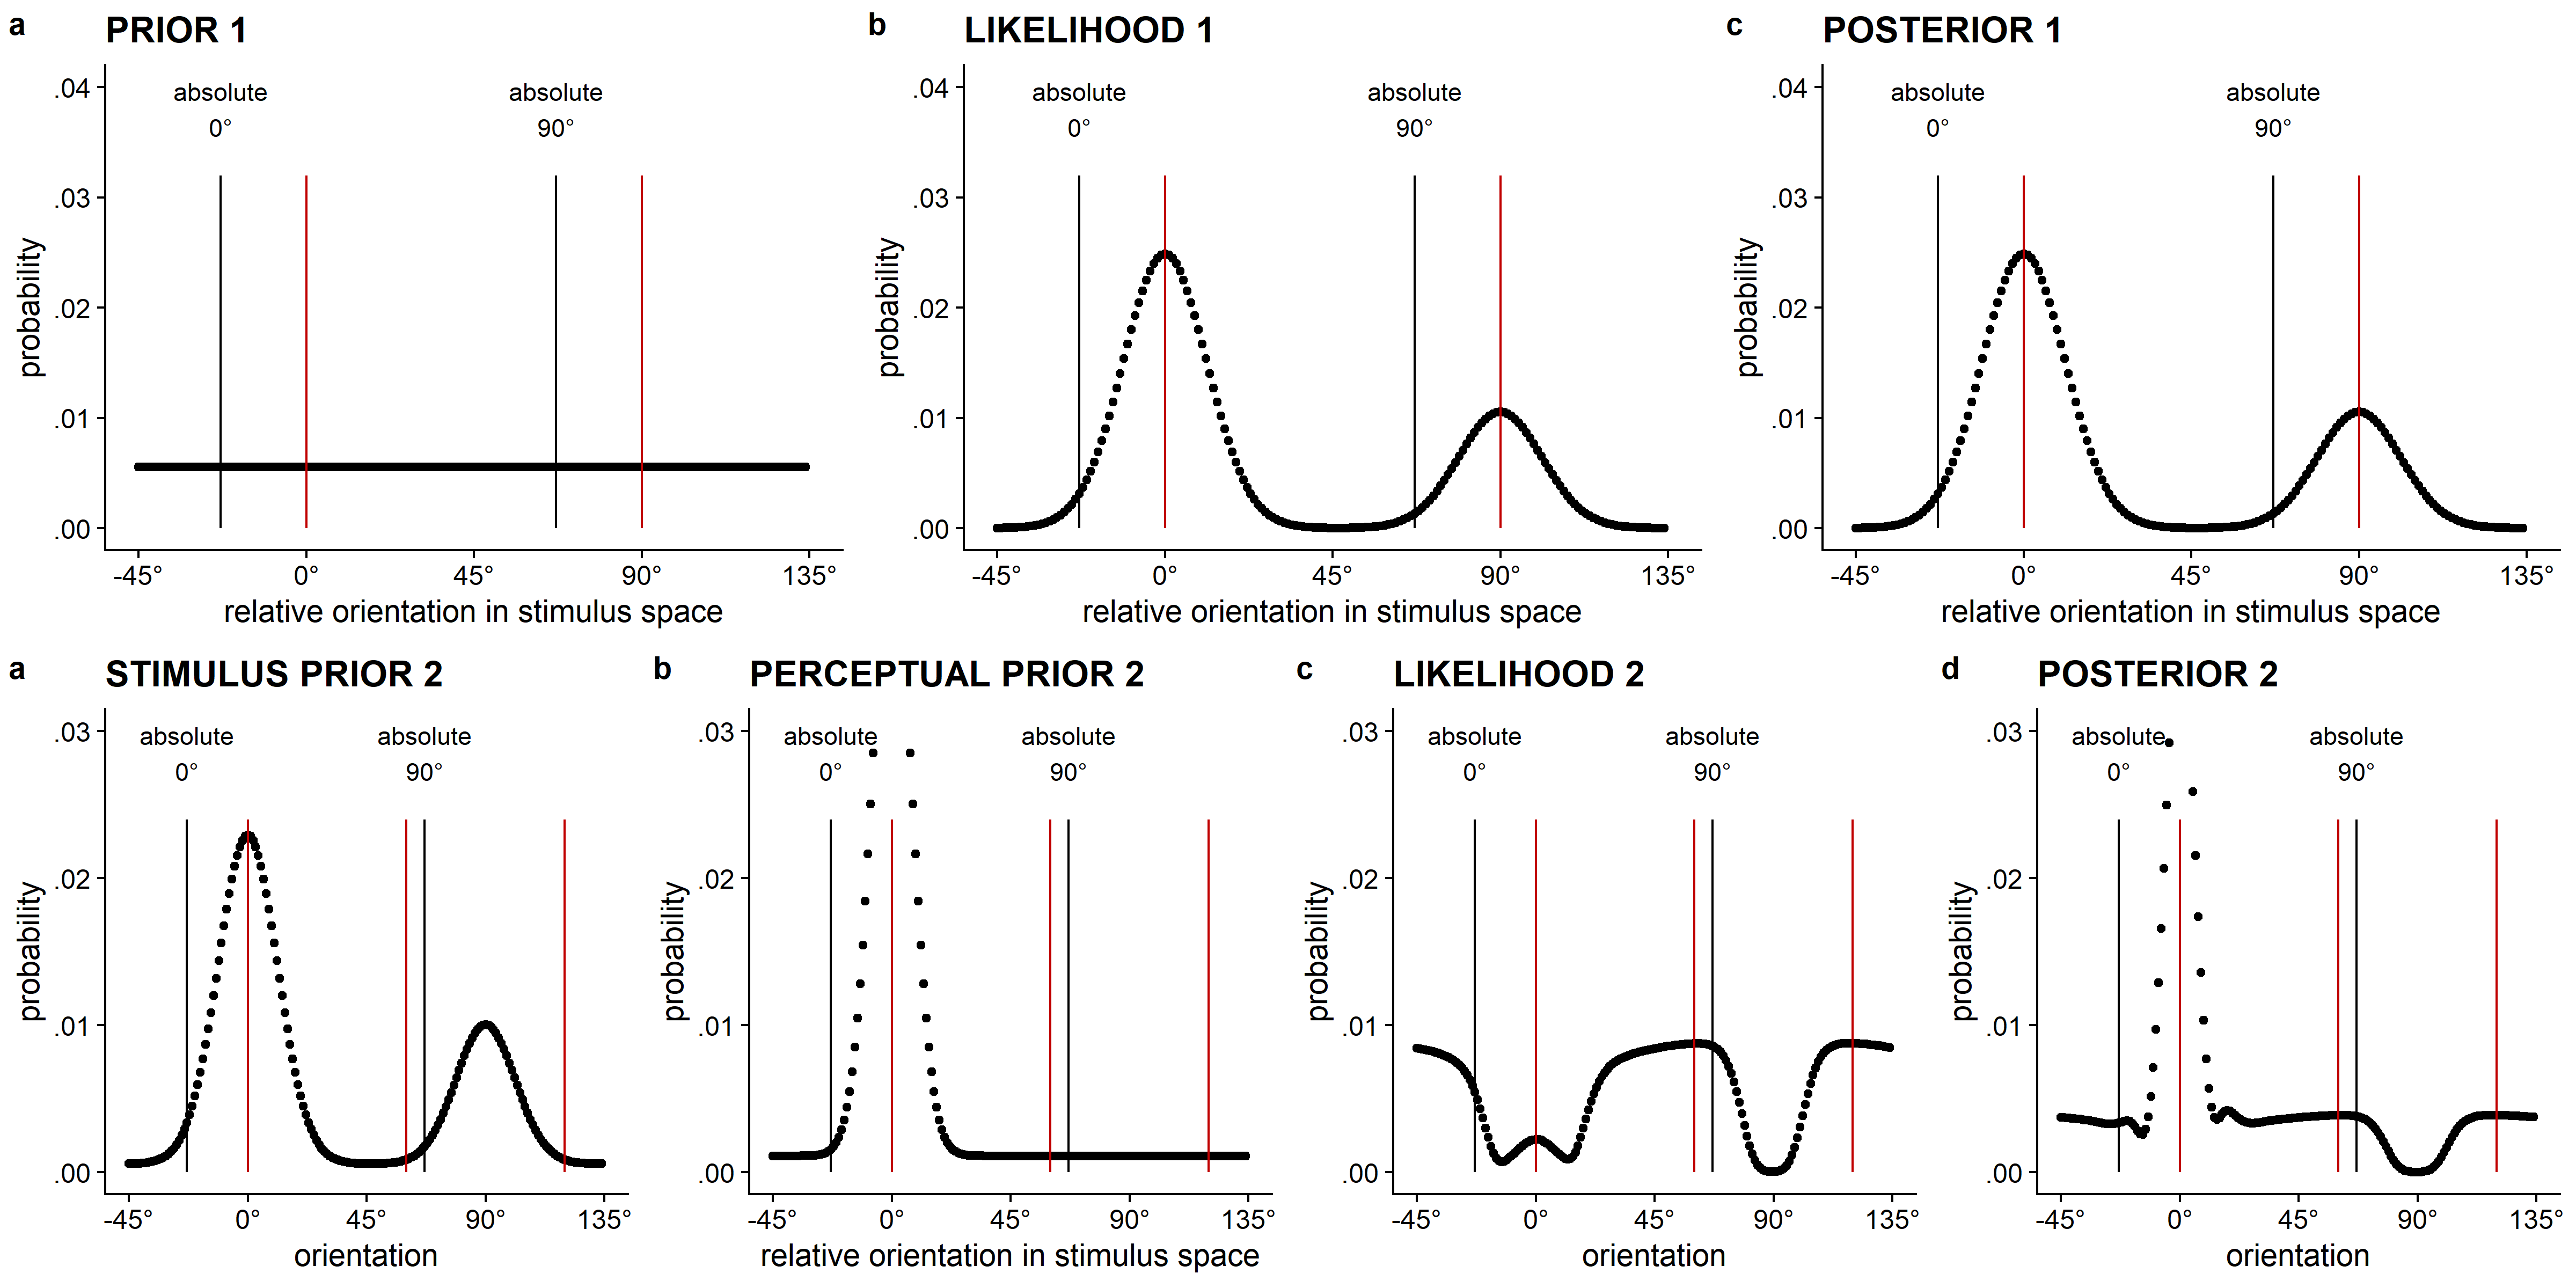 a PRIOR 1
absolute absolute
0° 90°
.04
.03
.02
.01
.00
probability
-45° 0° 45° 90° 135°
relative orientation in stimulus space
b LIKELIHOOD 1
absolute absolute
0° 90°
.04
.03
.02
.01
.00
probability
-45° 0° 45° 90° 135°
relative orientation in stimulus space
c POSTERIOR 1
absolute absolute
0° 90°
.04
.03
.02
.01
.00
probability
-45° 0° 45° 90° 135°
relative orientation in stimulus space
a STIMULUS PRIOR 2
absolute absolute
0° 90°
.03
.02
.01
.00
probability
-45° 0° 45° 90° 135°
orientation
b PERCEPTUAL PRIOR 2
absolute absolute
0° 90°
.03
.02
.01
.00
probability
-45° 0° 45° 90° 135°
relative orientation in stimulus space
c LIKELIHOOD 2
absolute absolute
0° 90°
.03
.02
.01
.00
probability
-45° 0° 45° 90° 135°
orientation
d POSTERIOR 2
absolute absolute
0° 90°
.03
.02
.01
.00
probability
-45° 0° 45° 90° 135°
orientation